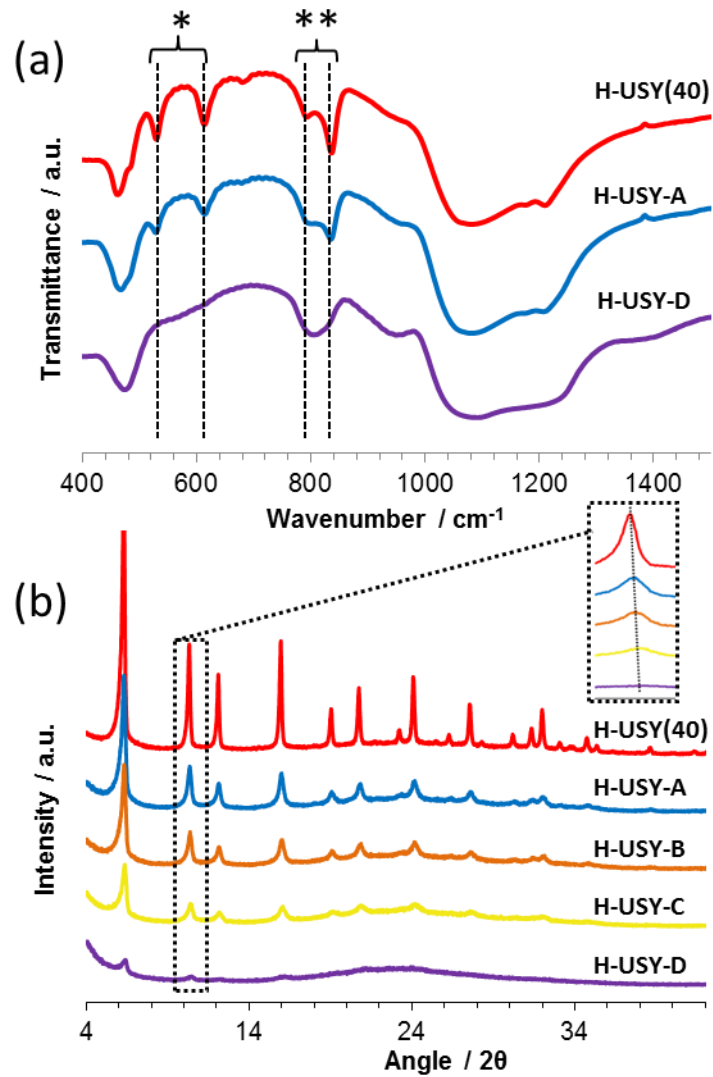 * **
(a)
H-USY(40)
H-USY-A
H-USY-D
Transmittance / a.u.
400 600 800 1000 1200 1400
Wavenumber / cm⁻¹
(b)
H-USY(40)
H-USY-A
H-USY-B
H-USY-C
H-USY-D
Intensity / a.u.
4 14 24 34
Angle / 2θ